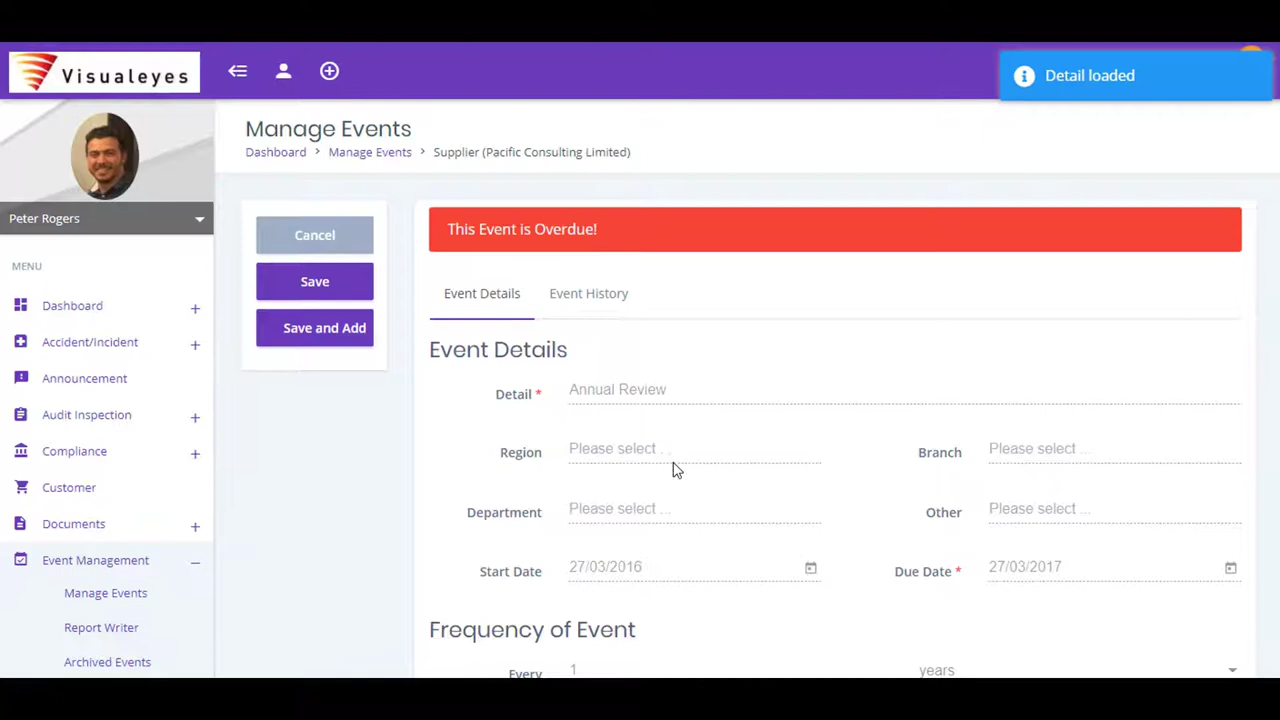 Visualeyes
Detail loaded
Manage Events
Dashboard > Manage Events > Supplier (Pacific Consulting Limited)
Peter Rogers
MENU
Dashboard +
Accident/Incident +
Announcement
Audit Inspection +
Compliance +
Customer
Documents +
Event Management –
Manage Events
Report Writer
Archived Events
Cancel
Save
Save and Add
This Event is Overdue!
Event Details Event History
Event Details
Detail * Annual Review
Region Please select ... Branch Please select ...
Department Please select ... Other Please select ...
Start Date 27/03/2016 Due Date * 27/03/2017
Frequency of Event
Every 1 years